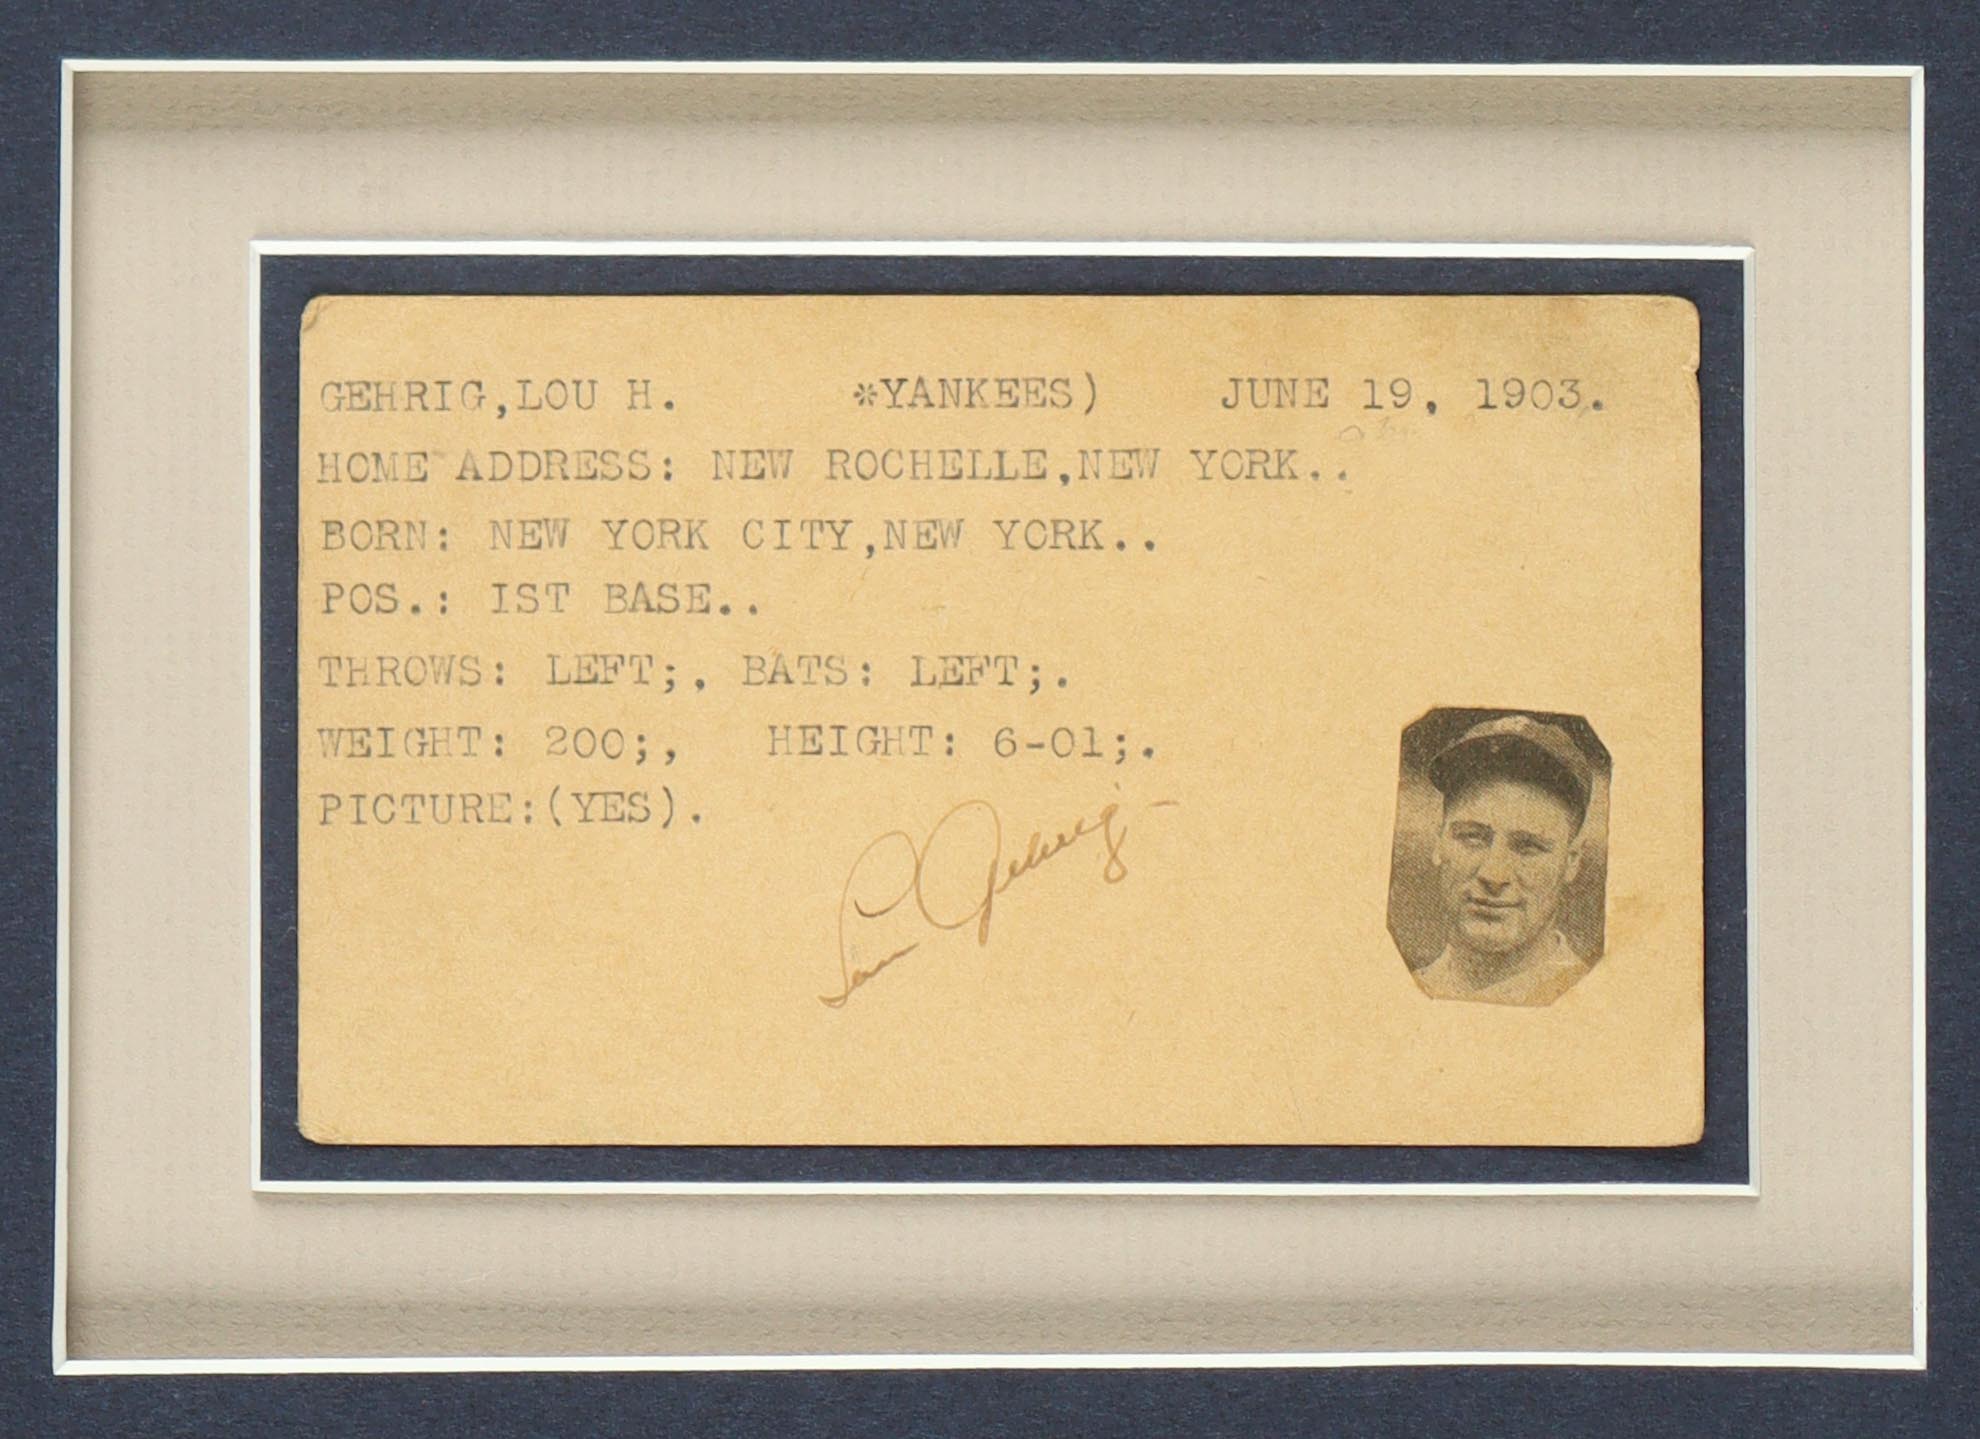 GEHRIG,LOU H. *YANKEES) JUNE 19, 1903.
HOME ADDRESS: NEW ROCHELLE,NEW YORK..
BORN: NEW YORK CITY,NEW YORK..
POS.: IST BASE..
THROWS: LEFT;, BATS: LEFT;.
WEIGHT: 200;, HEIGHT: 6-01;.
PICTURE:(YES).
Lou Gehrig-